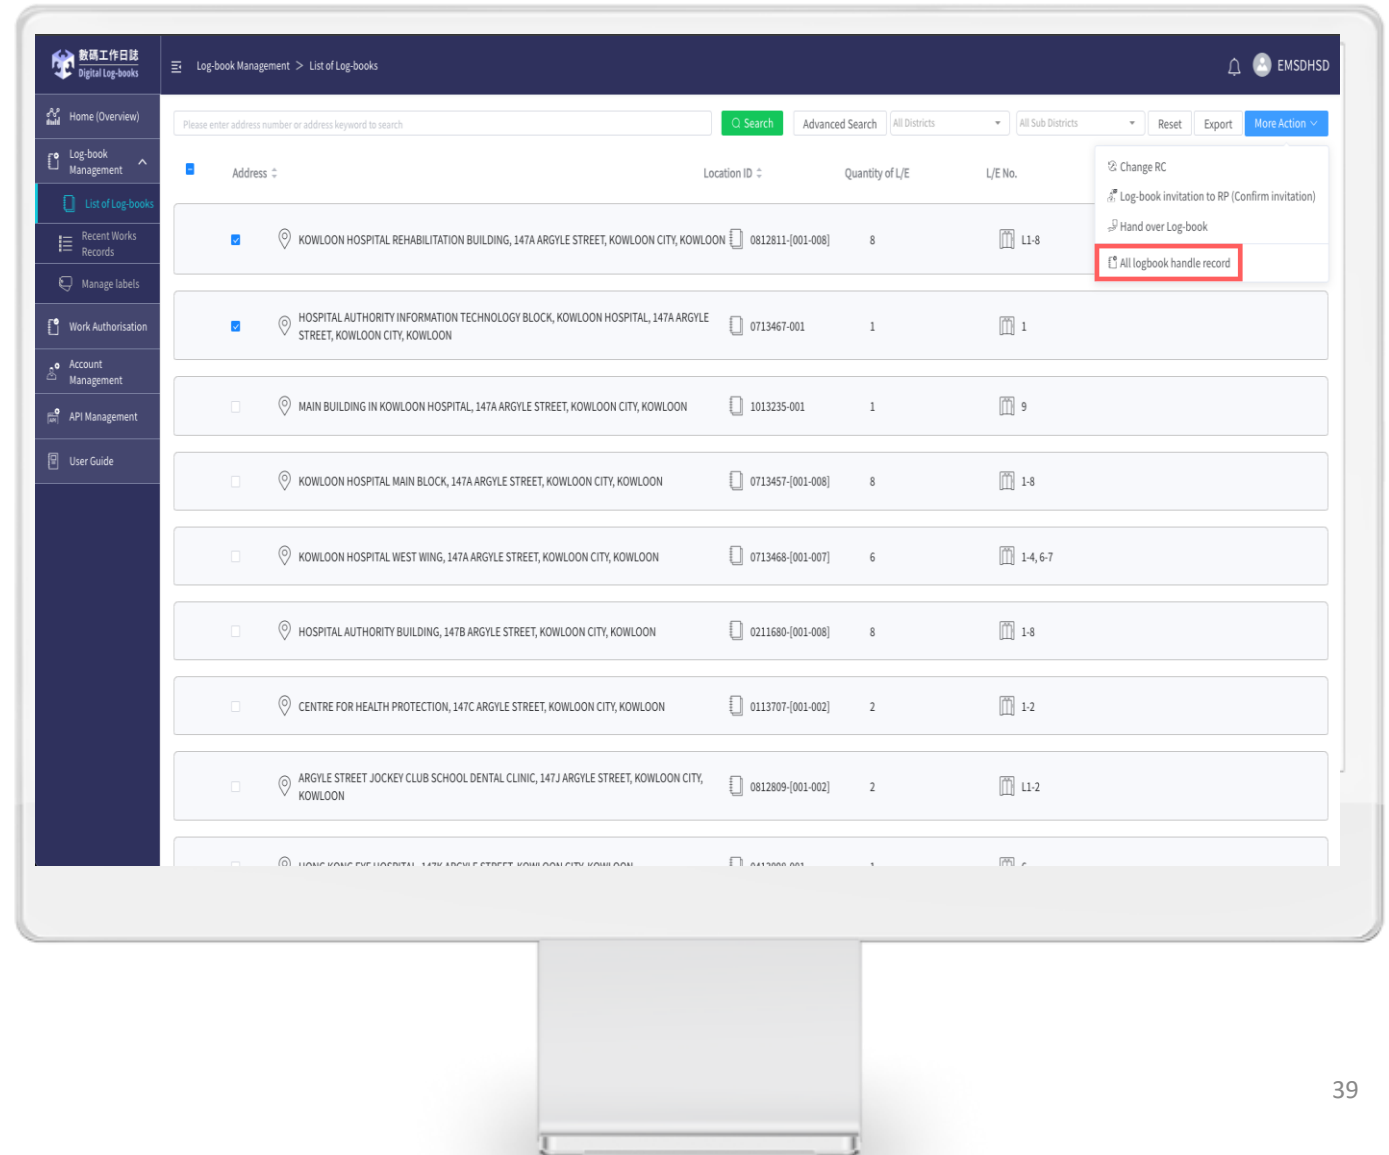 數碼工作日誌
Digital Log-books
Log-book Management > List of Log-books
EMSDHSD
Home (Overview)
Log-book
Management
List of Log-books
Recent Works
Records
Manage labels
Work Authorisation
Account
Management
API Management
User Guide
Please enter address number or address keyword to search
Search
Advanced Search
All Districts
All Sub Districts
Reset
Export
More Action
Change RC
Log-book invitation to RP (Confirm invitation)
Hand over Log-book
All logbook handle record
Address Location ID Quantity of L/E L/E No.
KOWLOON HOSPITAL REHABILITATION BUILDING, 147A ARGYLE STREET, KOWLOON CITY, KOWLOON 0812811-[001-008] 8 L1-8
HOSPITAL AUTHORITY INFORMATION TECHNOLOGY BLOCK, KOWLOON HOSPITAL, 147A ARGYLE
STREET, KOWLOON CITY, KOWLOON
0713467-001 1 1
MAIN BUILDING IN KOWLOON HOSPITAL, 147A ARGYLE STREET, KOWLOON CITY, KOWLOON 1013235-001 1 9
KOWLOON HOSPITAL MAIN BLOCK, 147A ARGYLE STREET, KOWLOON CITY, KOWLOON 0713457-[001-008] 8 1-8
KOWLOON HOSPITAL WEST WING, 147A ARGYLE STREET, KOWLOON CITY, KOWLOON 0713468-[001-007] 6 1-4, 6-7
HOSPITAL AUTHORITY BUILDING, 147B ARGYLE STREET, KOWLOON CITY, KOWLOON 0211680-[001-008] 8 1-8
CENTRE FOR HEALTH PROTECTION, 147C ARGYLE STREET, KOWLOON CITY, KOWLOON 0113707-[001-002] 2 1-2
ARGYLE STREET JOCKEY CLUB SCHOOL DENTAL CLINIC, 147J ARGYLE STREET, KOWLOON CITY,
KOWLOON
0812809-[001-002] 2 L1-2
HONG KONG EYE HOSPITAL, 147K ARGYLE STREET, KOWLOON CITY, KOWLOON
39